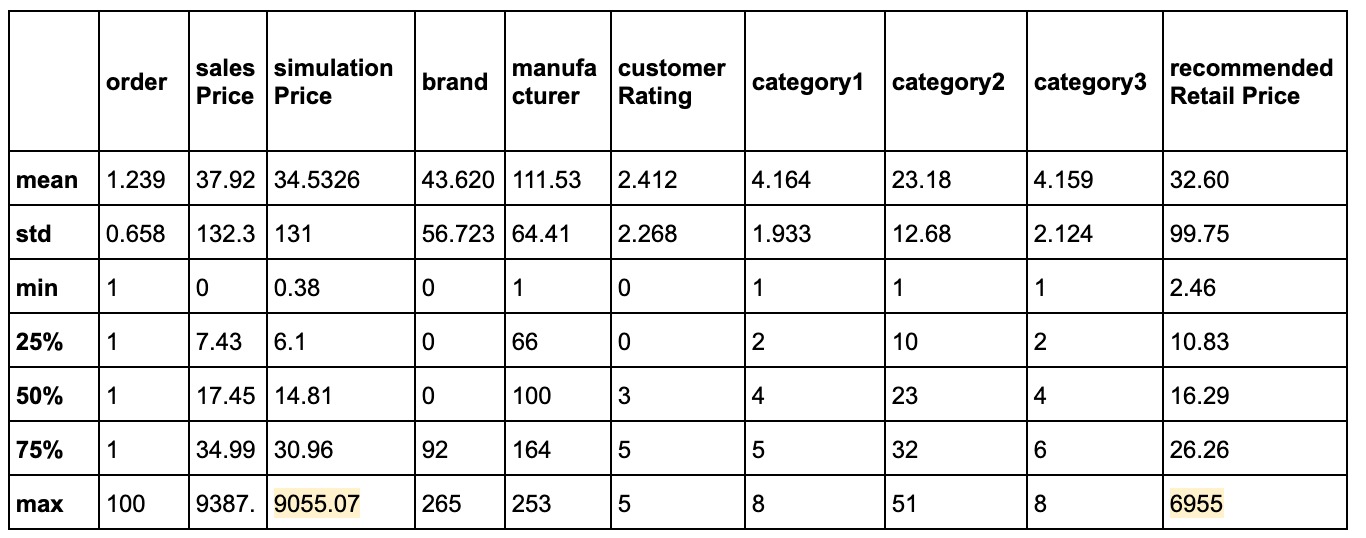 order sales Price simulation Price brand manufa cturer customer Rating category1 category2 category3 recommended Retail Price
mean 1.239 37.92 34.5326 43.620 111.53 2.412 4.164 23.18 4.159 32.60
std 0.658 132.3 131 56.723 64.41 2.268 1.933 12.68 2.124 99.75
min 1 0 0.38 0 1 0 1 1 1 2.46
25% 1 7.43 6.1 0 66 0 2 10 2 10.83
50% 1 17.45 14.81 0 100 3 4 23 4 16.29
75% 1 34.99 30.96 92 164 5 5 32 6 26.26
max 100 9387. 9055.07 265 253 5 8 51 8 6955